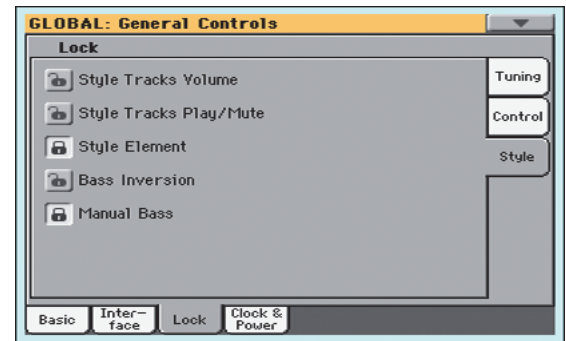 GLOBAL: General Controls
Lock
Style Tracks Volume
Style Tracks Play/Mute
Style Element
Bass Inversion
Manual Bass
Tuning
Control
Style
Basic
Inter-
face
Lock
Clock &
Power